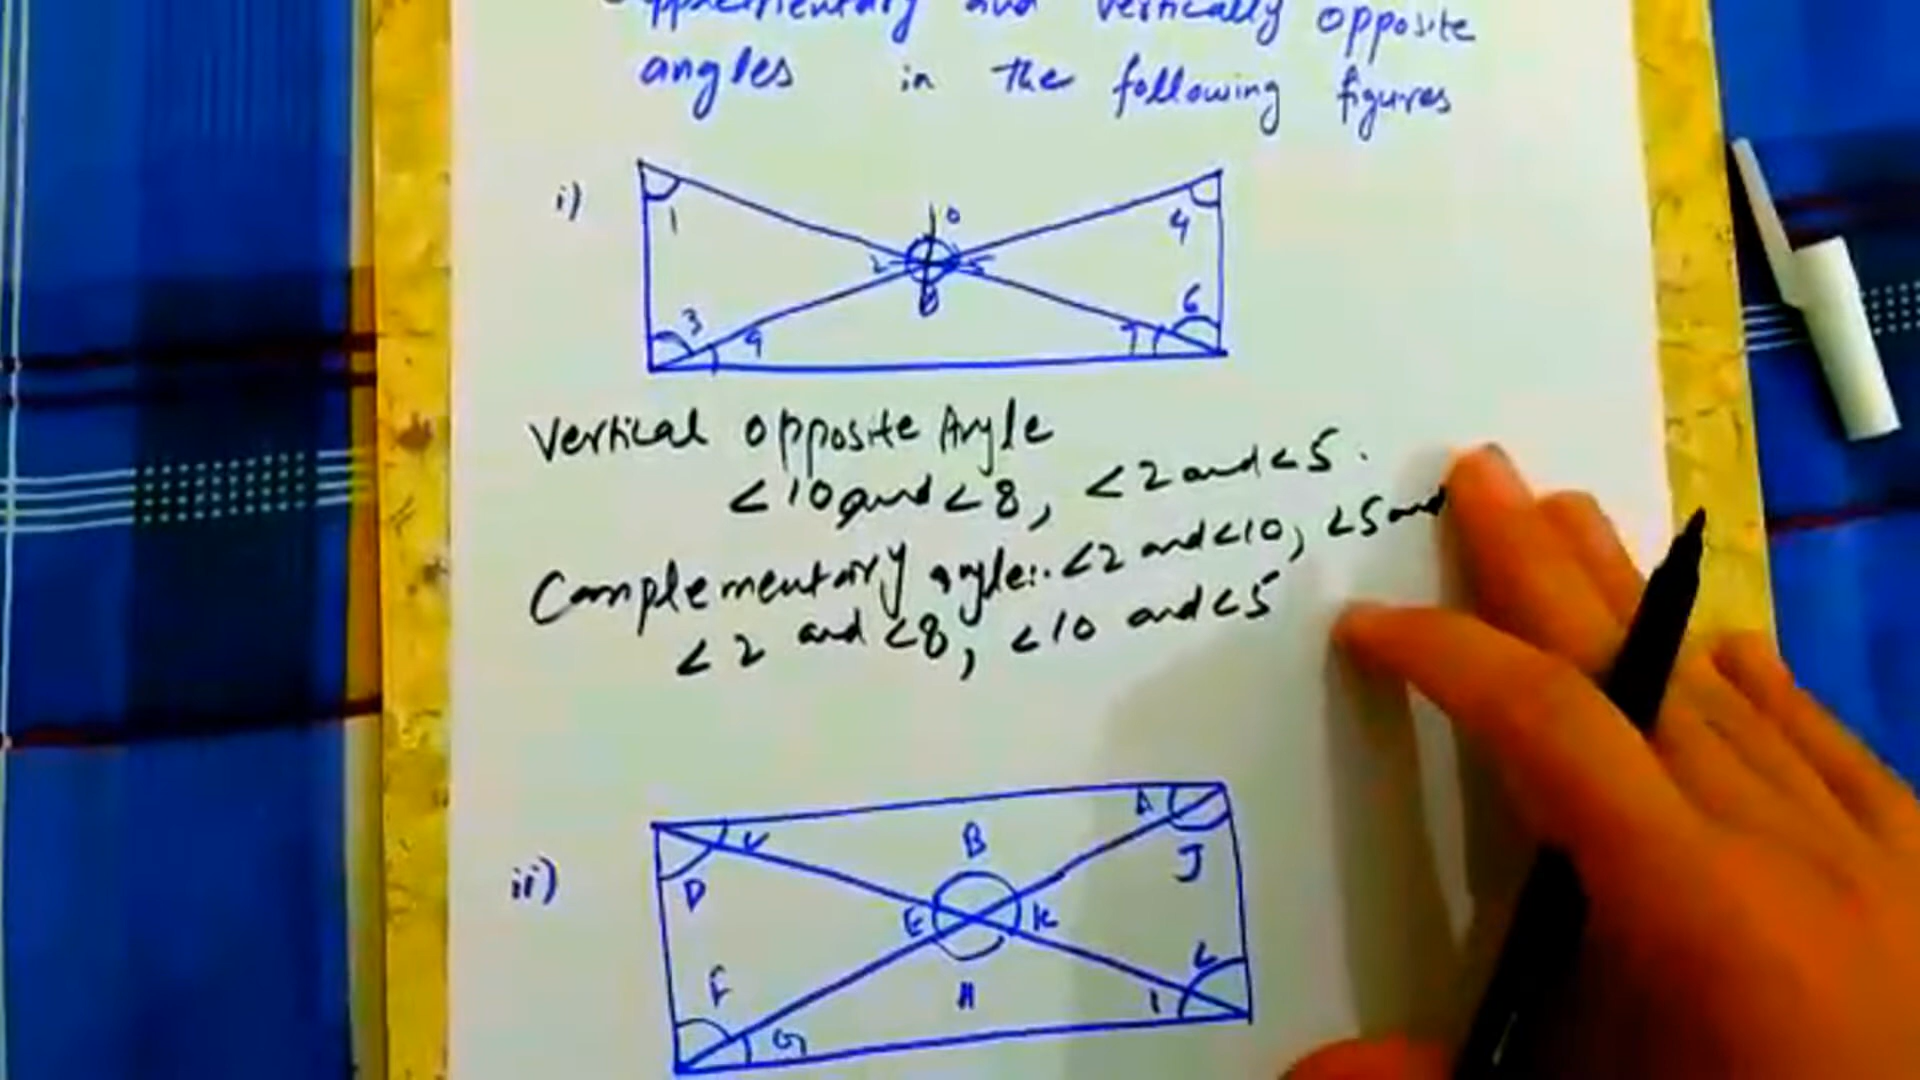 and vertically opposite
angles in the following figures
i)
1
10
4
2
5
8
3
9
7
6
Vertical opposite Angle
<10 and <8, <2 and <5.
Complementary angle:. <2 and <10, <5 and
<2 and <8, <10 and <5
ii)
A
B
D
J
E
K
F
L
H
I
G